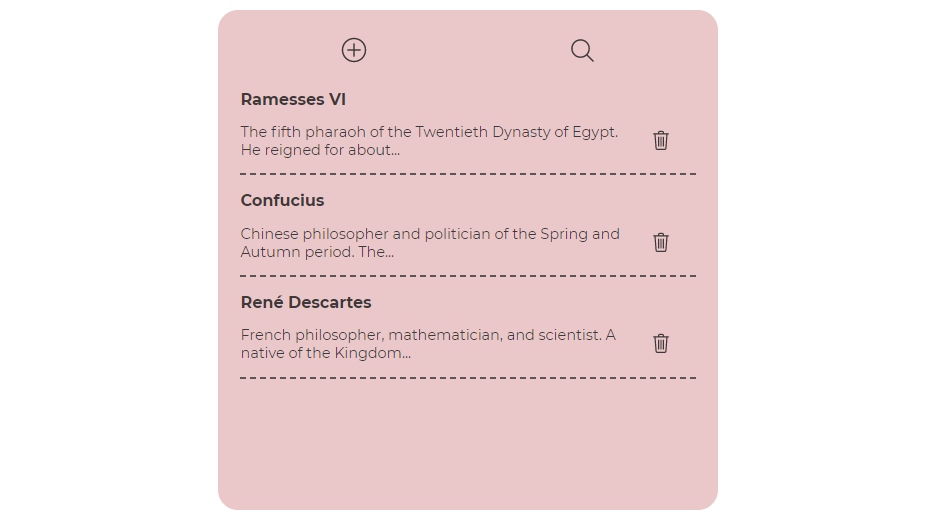 Ramesses VI
The fifth pharaoh of the Twentieth Dynasty of Egypt.
He reigned for about...
Confucius
Chinese philosopher and politician of the Spring and
Autumn period. The...
René Descartes
French philosopher, mathematician, and scientist. A
native of the Kingdom...